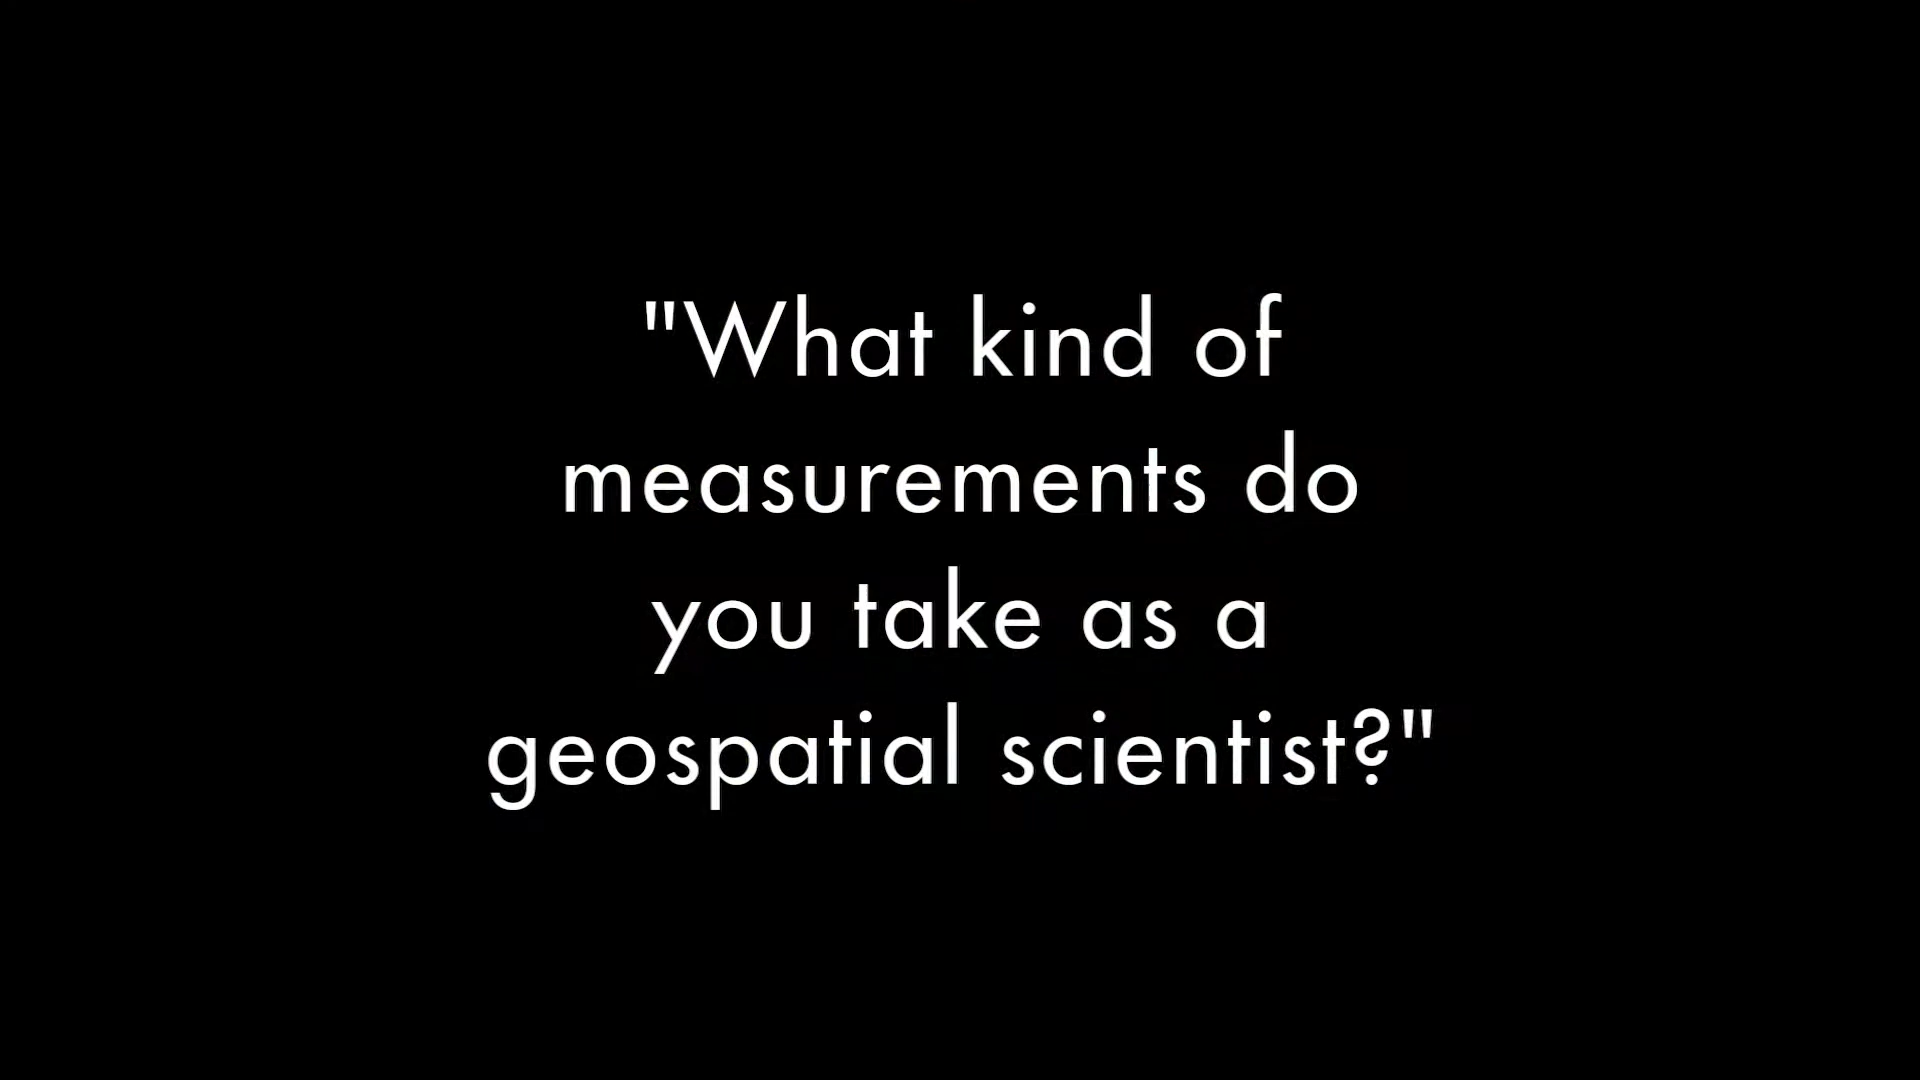 "What kind of
measurements do
you take as a
geospatial scientist?"